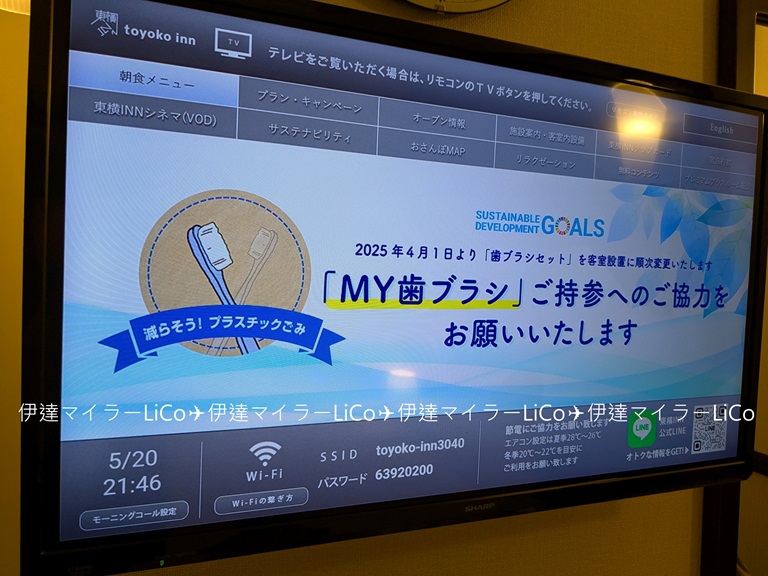 東横INN
toyoko inn
TV
テレビをご覧いただく場合は、リモコンのTVボタンを押してください。
English
朝食メニュー
プラン・キャンペーン
オープン情報
施設案内・客室内設備
東横INNシネマ(VOD)
サステナビリティ
おさんぽMAP
リラクゼーション
SUSTAINABLE DEVELOPMENT GOALS
2025年4月1日より「歯ブラシセット」を客室設置に順次変更いたします
「MY歯ブラシ」ご持参へのご協力を
お願いいたします
減らそう! プラスチックごみ
伊達マイラーLiCo✈伊達マイラーLiCo✈伊達マイラーLiCo✈伊達マイラーLiCo
5/20
21:46
モーニングコール設定
Wi-Fi
Wi-Fiの繋ぎ方
SSID toyoko-inn3040
パスワード 63920200
節電にご協力をお願い致します
エアコン設定は夏季28℃~26℃
冬季20℃~22℃を目安に
ご利用をお願い致します
LINE
公式LINE
オトクな情報をGET!
SHARP